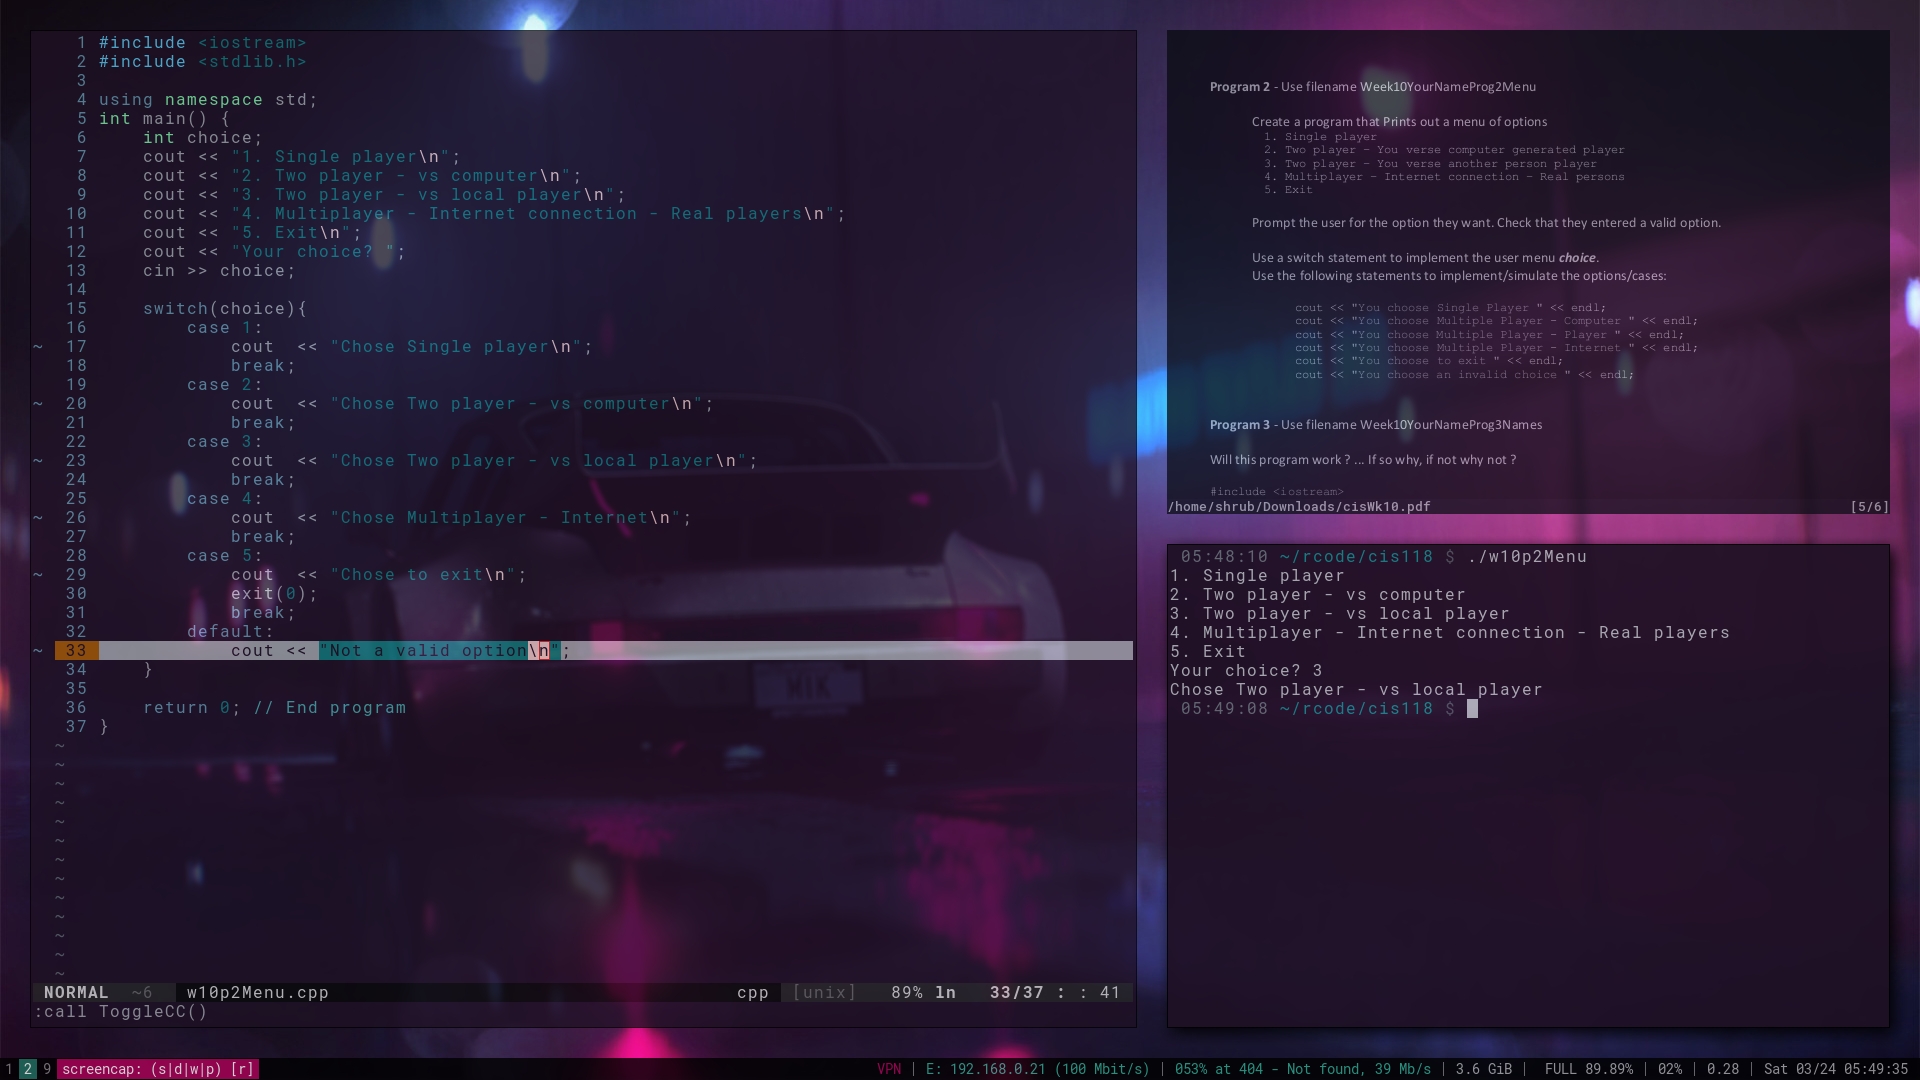 1 #include <iostream>
2 #include <stdlib.h>
3
4 using namespace std;
5 int main() {
6     int choice;
7     cout << "1. Single player\n";
8     cout << "2. Two player - vs computer\n";
9     cout << "3. Two player - vs local player\n";
10     cout << "4. Multiplayer - Internet connection - Real players\n";
11     cout << "5. Exit\n";
12     cout << "Your choice? ";
13     cin >> choice;
14
15     switch(choice){
16         case 1:
~ 17             cout  << "Chose Single player\n";
18             break;
19         case 2:
~ 20             cout  << "Chose Two player - vs computer\n";
21             break;
22         case 3:
~ 23             cout  << "Chose Two player - vs local player\n";
24             break;
25         case 4:
~ 26             cout  << "Chose Multiplayer - Internet\n";
27             break;
28         case 5:
~ 29             cout  << "Chose to exit\n";
30             exit(0);
31             break;
32         default:
~ 33             cout << "Not a valid option\n";
34     }
35
36     return 0; // End program
37 }
~
~
~
~
~
~
~
~
~
~
~
~
~
NORMAL ~6 w10p2Menu.cpp cpp [unix] 89% ln 33/37 : : 41
:call ToggleCC()
Program 2 - Use filename Week10YourNameProg2Menu
Create a program that Prints out a menu of options
1. Single player
2. Two player - You verse computer generated player
3. Two player - You verse another person player
4. Multiplayer - Internet connection - Real persons
5. Exit
Prompt the user for the option they want. Check that they entered a valid option.
Use a switch statement to implement the user menu choice.
Use the following statements to implement/simulate the options/cases:
cout << "You choose Single Player " << endl;
cout << "You choose Multiple Player - Computer " << endl;
cout << "You choose Multiple Player - Player " << endl;
cout << "You choose Multiple Player - Internet " << endl;
cout << "You choose to exit " << endl;
cout << "You choose an invalid choice " << endl;
Program 3 - Use filename Week10YourNameProg3Names
Will this program work ? ... If so why, if not why not ?
#include <iostream>
/home/shrub/Downloads/cisWk10.pdf [5/6]
05:48:10 ~/rcode/cis118 $ ./w10p2Menu
1. Single player
2. Two player - vs computer
3. Two player - vs local player
4. Multiplayer - Internet connection - Real players
5. Exit
Your choice? 3
Chose Two player - vs local player
05:49:08 ~/rcode/cis118 $
1 2 9 screencap: (s|d|w|p) [r] VPN | E: 192.168.0.21 (100 Mbit/s) | 053% at 404 - Not found, 39 Mb/s | 3.6 GiB | FULL 89.89% | 02% | 0.28 | Sat 03/24 05:49:35